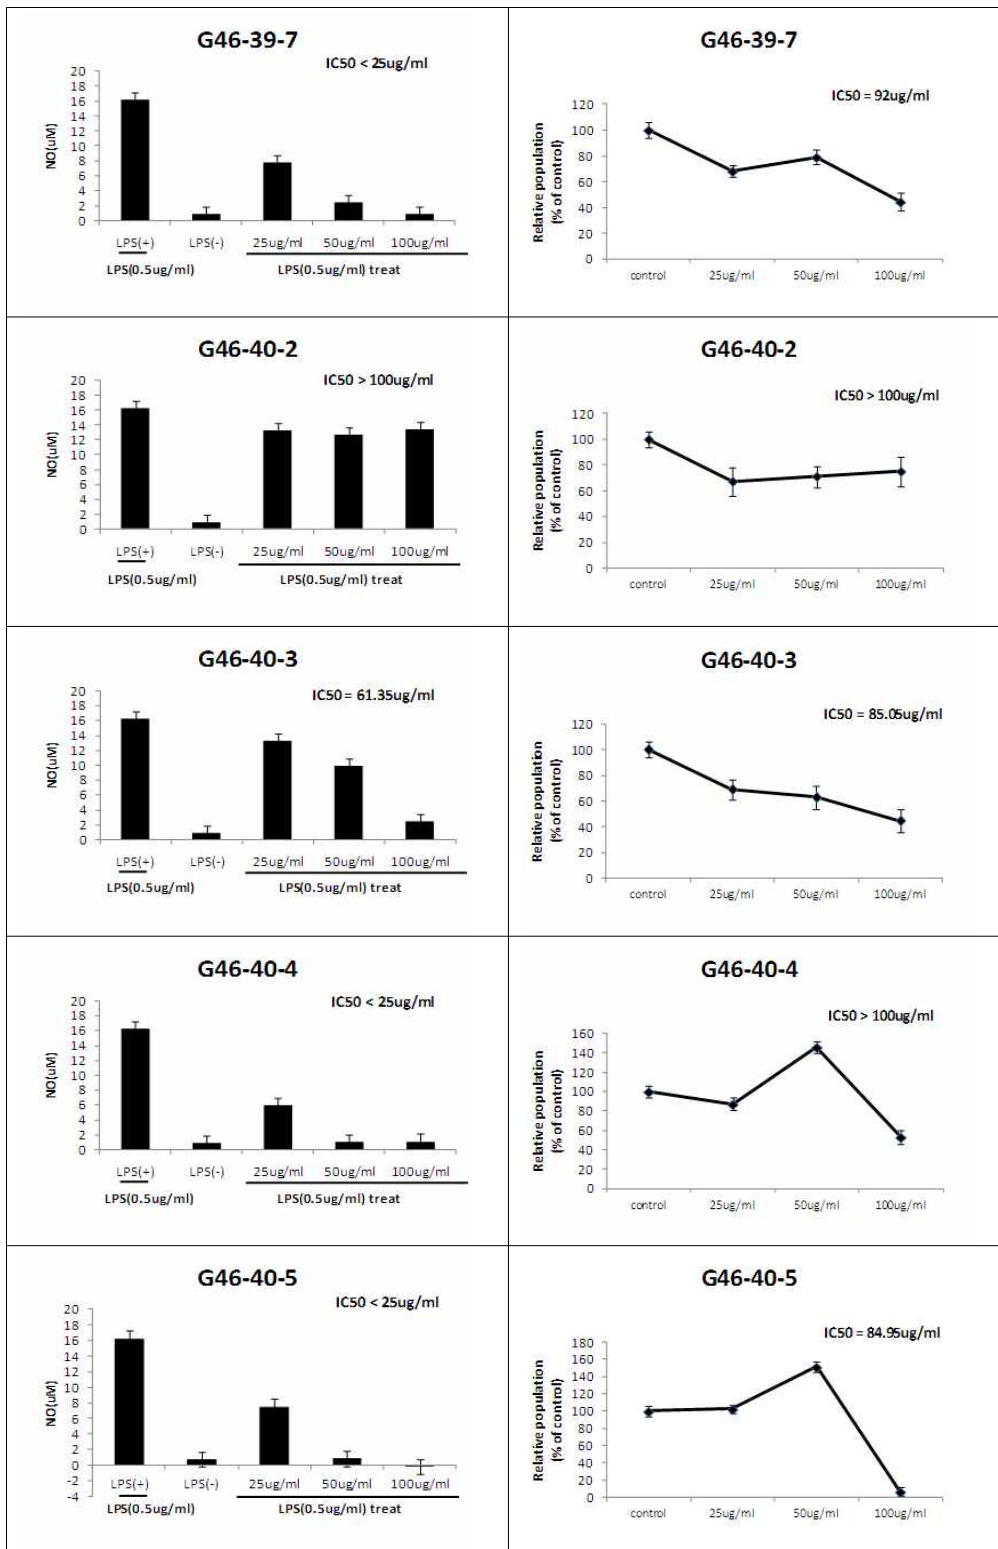 G46-39-7
IC50 < 25ug/ml
NO(uM)
20
18
16
14
12
10
8
6
4
2
0
LPS(+) LPS(-) 25ug/ml 50ug/ml 100ug/ml
LPS(0.5ug/ml) LPS(0.5ug/ml) treat
G46-39-7
IC50 = 92ug/ml
Relative population
(% of control)
120
100
80
60
40
20
0
control 25ug/ml 50ug/ml 100ug/ml
G46-40-2
IC50 > 100ug/ml
NO(uM)
20
18
16
14
12
10
8
6
4
2
0
LPS(+) LPS(-) 25ug/ml 50ug/ml 100ug/ml
LPS(0.5ug/ml) LPS(0.5ug/ml) treat
G46-40-2
IC50 > 100ug/ml
Relative population
(% of control)
120
100
80
60
40
20
0
control 25ug/ml 50ug/ml 100ug/ml
G46-40-3
IC50 = 61.35ug/ml
NO(uM)
20
18
16
14
12
10
8
6
4
2
0
LPS(+) LPS(-) 25ug/ml 50ug/ml 100ug/ml
LPS(0.5ug/ml) LPS(0.5ug/ml) treat
G46-40-3
IC50 = 85.05ug/ml
Relative population
(% of control)
120
100
80
60
40
20
0
control 25ug/ml 50ug/ml 100ug/ml
G46-40-4
IC50 < 25ug/ml
NO(uM)
20
18
16
14
12
10
8
6
4
2
0
LPS(+) LPS(-) 25ug/ml 50ug/ml 100ug/ml
LPS(0.5ug/ml) LPS(0.5ug/ml) treat
G46-40-4
IC50 > 100ug/ml
Relative population
(% of control)
160
140
120
100
80
60
40
20
0
control 25ug/ml 50ug/ml 100ug/ml
G46-40-5
IC50 < 25ug/ml
NO(uM)
20
18
16
14
12
10
8
6
4
2
0
-2
-4
LPS(+) LPS(-) 25ug/ml 50ug/ml 100ug/ml
LPS(0.5ug/ml) LPS(0.5ug/ml) treat
G46-40-5
IC50 = 84.95ug/ml
Relative population
(% of control)
180
160
140
120
100
80
60
40
20
0
control 25ug/ml 50ug/ml 100ug/ml